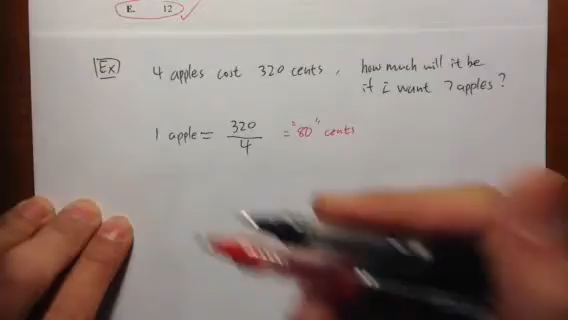 E. 12
Ex 4 apples cost 320 cents, how much will it be
if i want 7 apples?
1 apple = 320/4 = "80" cents